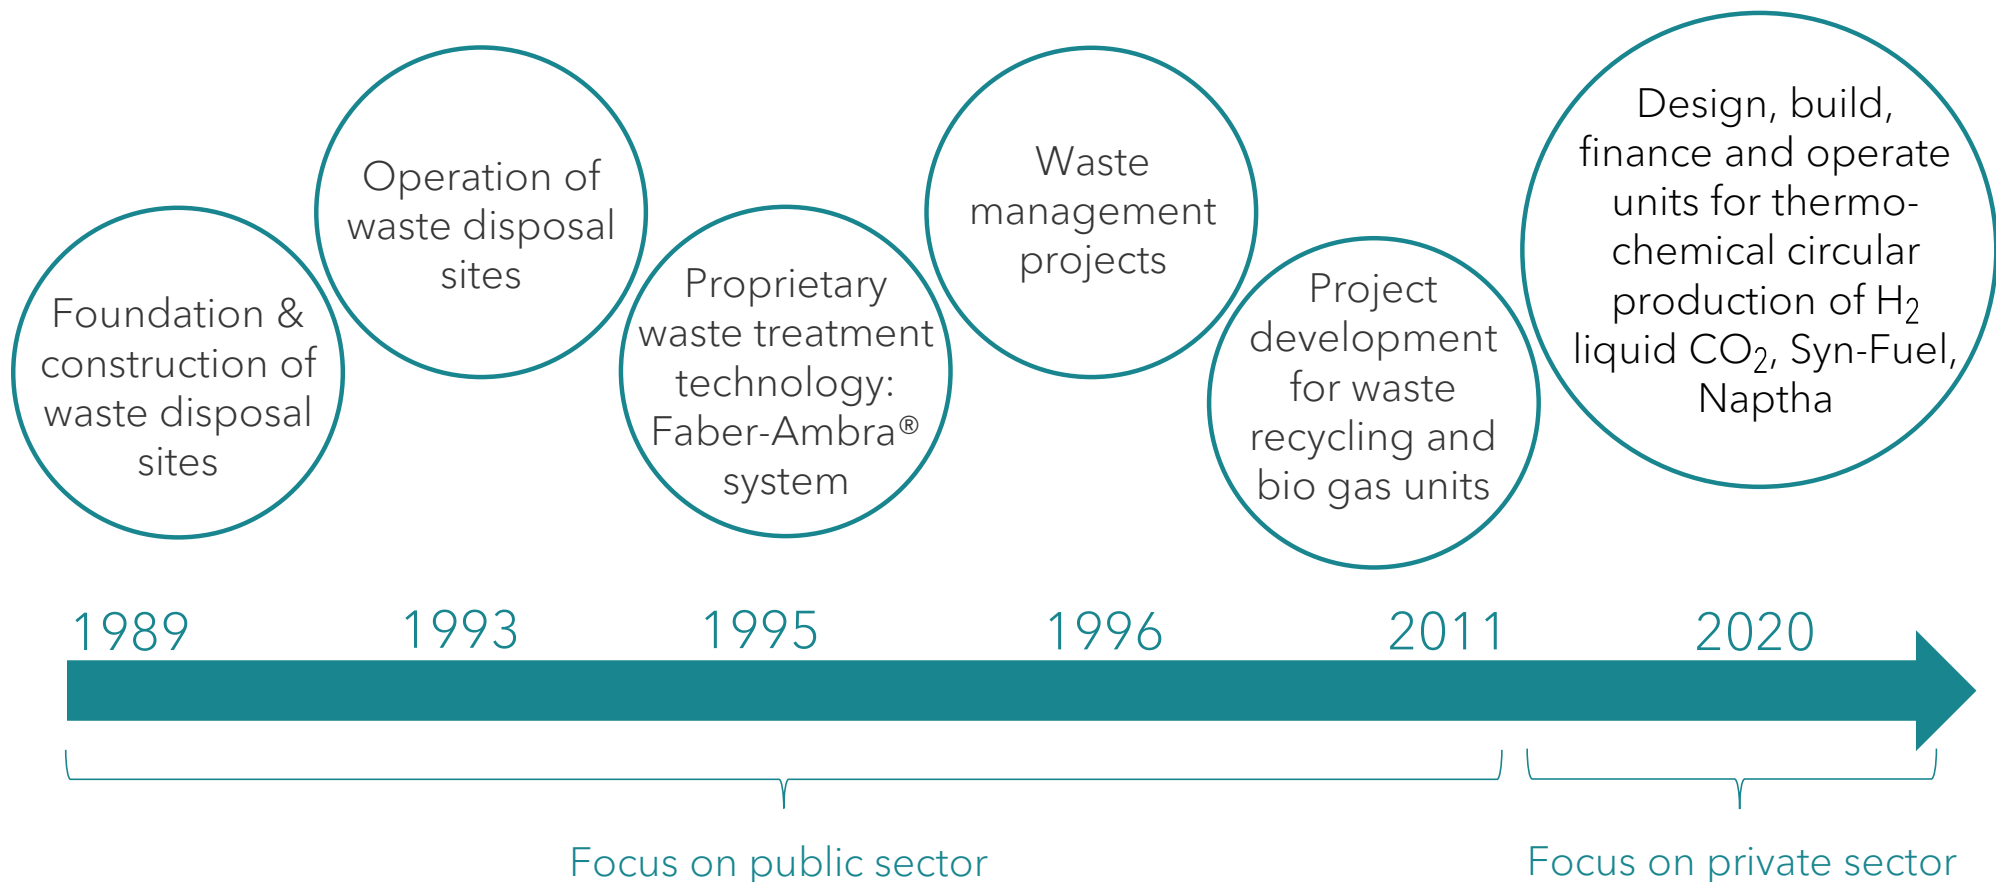 Foundation &
construction of
waste disposal
sites
Operation of
waste disposal
sites
Proprietary
waste treatment
technology:
Faber-Ambra®
system
Waste
management
projects
Project
development
for waste
recycling and
bio gas units
Design, build,
finance and operate
units for thermo-
chemical circular
production of H₂
liquid CO₂, Syn-Fuel,
Naptha
1989
1993
1995
1996
2011
2020
Focus on public sector
Focus on private sector